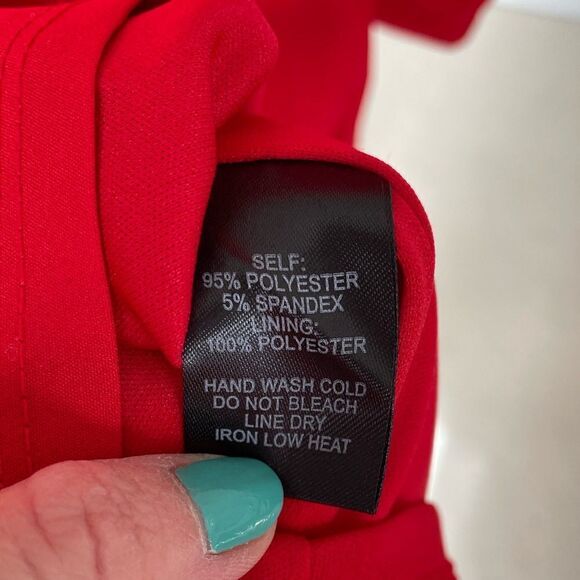 SELF:
95% POLYESTER
5% SPANDEX
LINING:
100% POLYESTER
HAND WASH COLD
DO NOT BLEACH
LINE DRY
IRON LOW HEAT